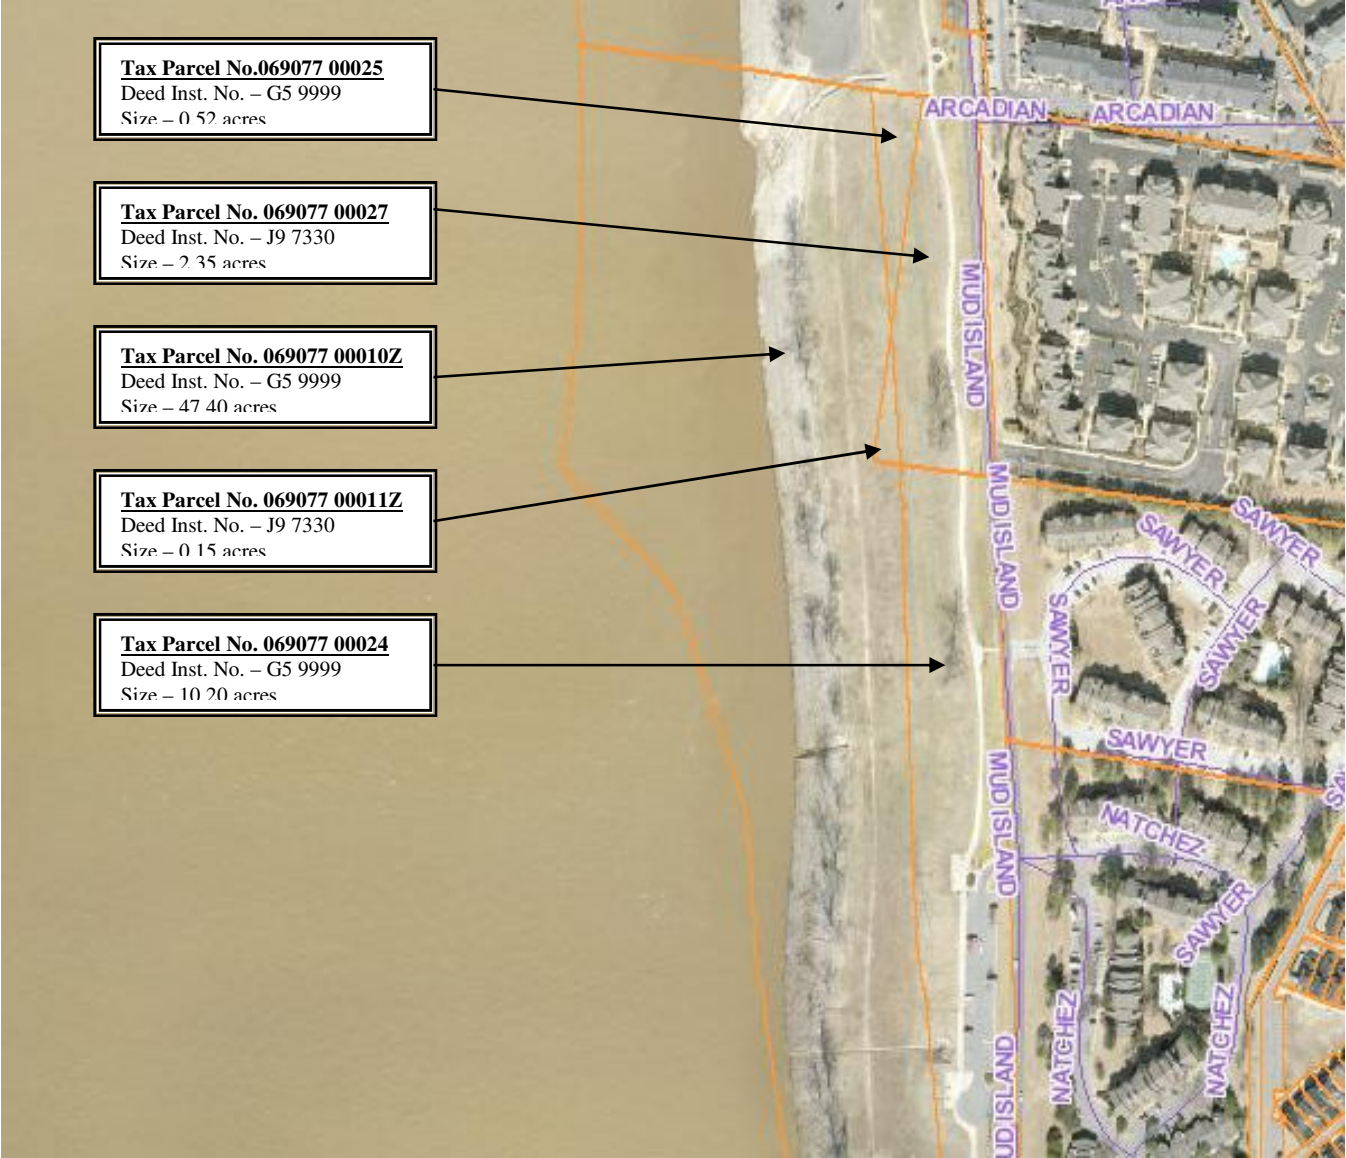 Tax Parcel No.069077 00025
Deed Inst. No. – G5 9999
Size – 0.52 acres
Tax Parcel No. 069077 00027
Deed Inst. No. – J9 7330
Size – 2.35 acres
Tax Parcel No. 069077 00010Z
Deed Inst. No. – G5 9999
Size – 47.40 acres
Tax Parcel No. 069077 00011Z
Deed Inst. No. – J9 7330
Size – 0.15 acres
Tax Parcel No. 069077 00024
Deed Inst. No. – G5 9999
Size – 10.20 acres
ARCADIAN
ARCADIAN
MUD ISLAND
MUD ISLAND
SAWYER
SAWYER
SAWYER
SAWYER
SAWYER
MUD ISLAND
NATCHEZ
SAWYER
NATCHEZ
NATCHEZ
UD ISLAND